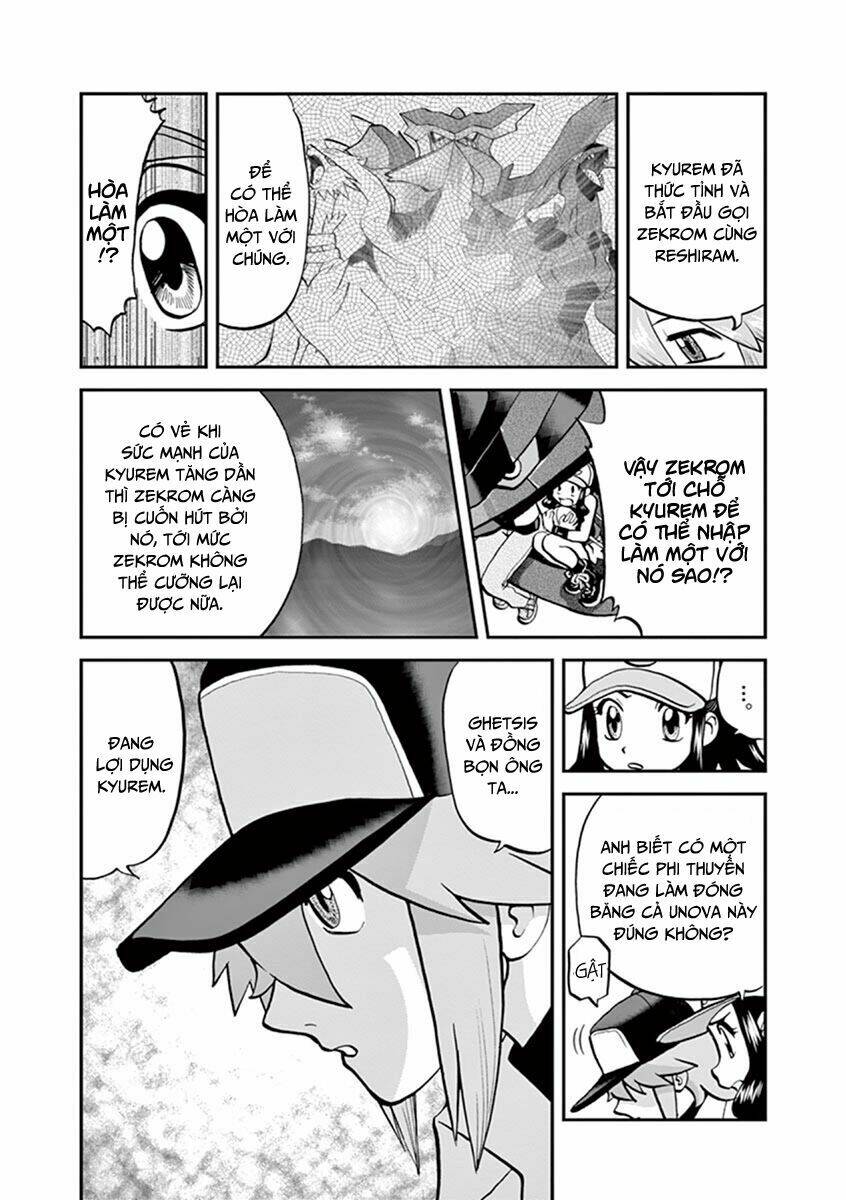 KYUREM ĐÃ
THỨC TỈNH VÀ
BẮT ĐẦU GỌI
ZEKROM CÙNG
RESHIRAM.
ĐỂ
CÓ THỂ
HÒA LÀM
MỘT VỚI
CHÚNG.
HÒA
LÀM
MỘT
!?
VẬY ZEKROM
TỚI CHỖ
KYUREM ĐỂ
CÓ THỂ NHẬP
LÀM MỘT VỚI
NÓ SAO!?
CÓ VẺ KHI
SỨC MẠNH CỦA
KYUREM TĂNG DẦN
THÌ ZEKROM CÀNG
BỊ CUỐN HÚT BỞI
NÓ, TỚI MỨC
ZEKROM KHÔNG
THỂ CƯỠNG LẠI
ĐƯỢC NỮA.
...
ANH BIẾT CÓ MỘT
CHIẾC PHI THUYỀN
ĐANG LÀM ĐÓNG
BĂNG CẢ UNOVA NÀY
ĐÚNG KHÔNG?
GẬT
GHETSIS
VÀ ĐỒNG
BỌN ÔNG
TA...
ĐANG
LỢI DỤNG
KYUREM.